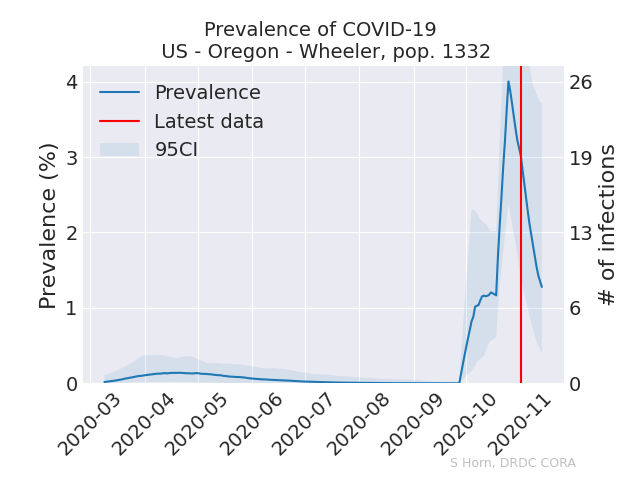 Prevalence of COVID-19
US - Oregon - Wheeler, pop. 1332
Prevalence
Latest data
95CI
Prevalence (%)
4
3
2
1
0
# of infections
26
19
13
6
0
2020-03
2020-04
2020-05
2020-06
2020-07
2020-08
2020-09
2020-10
2020-11
S Horn, DRDC CORA